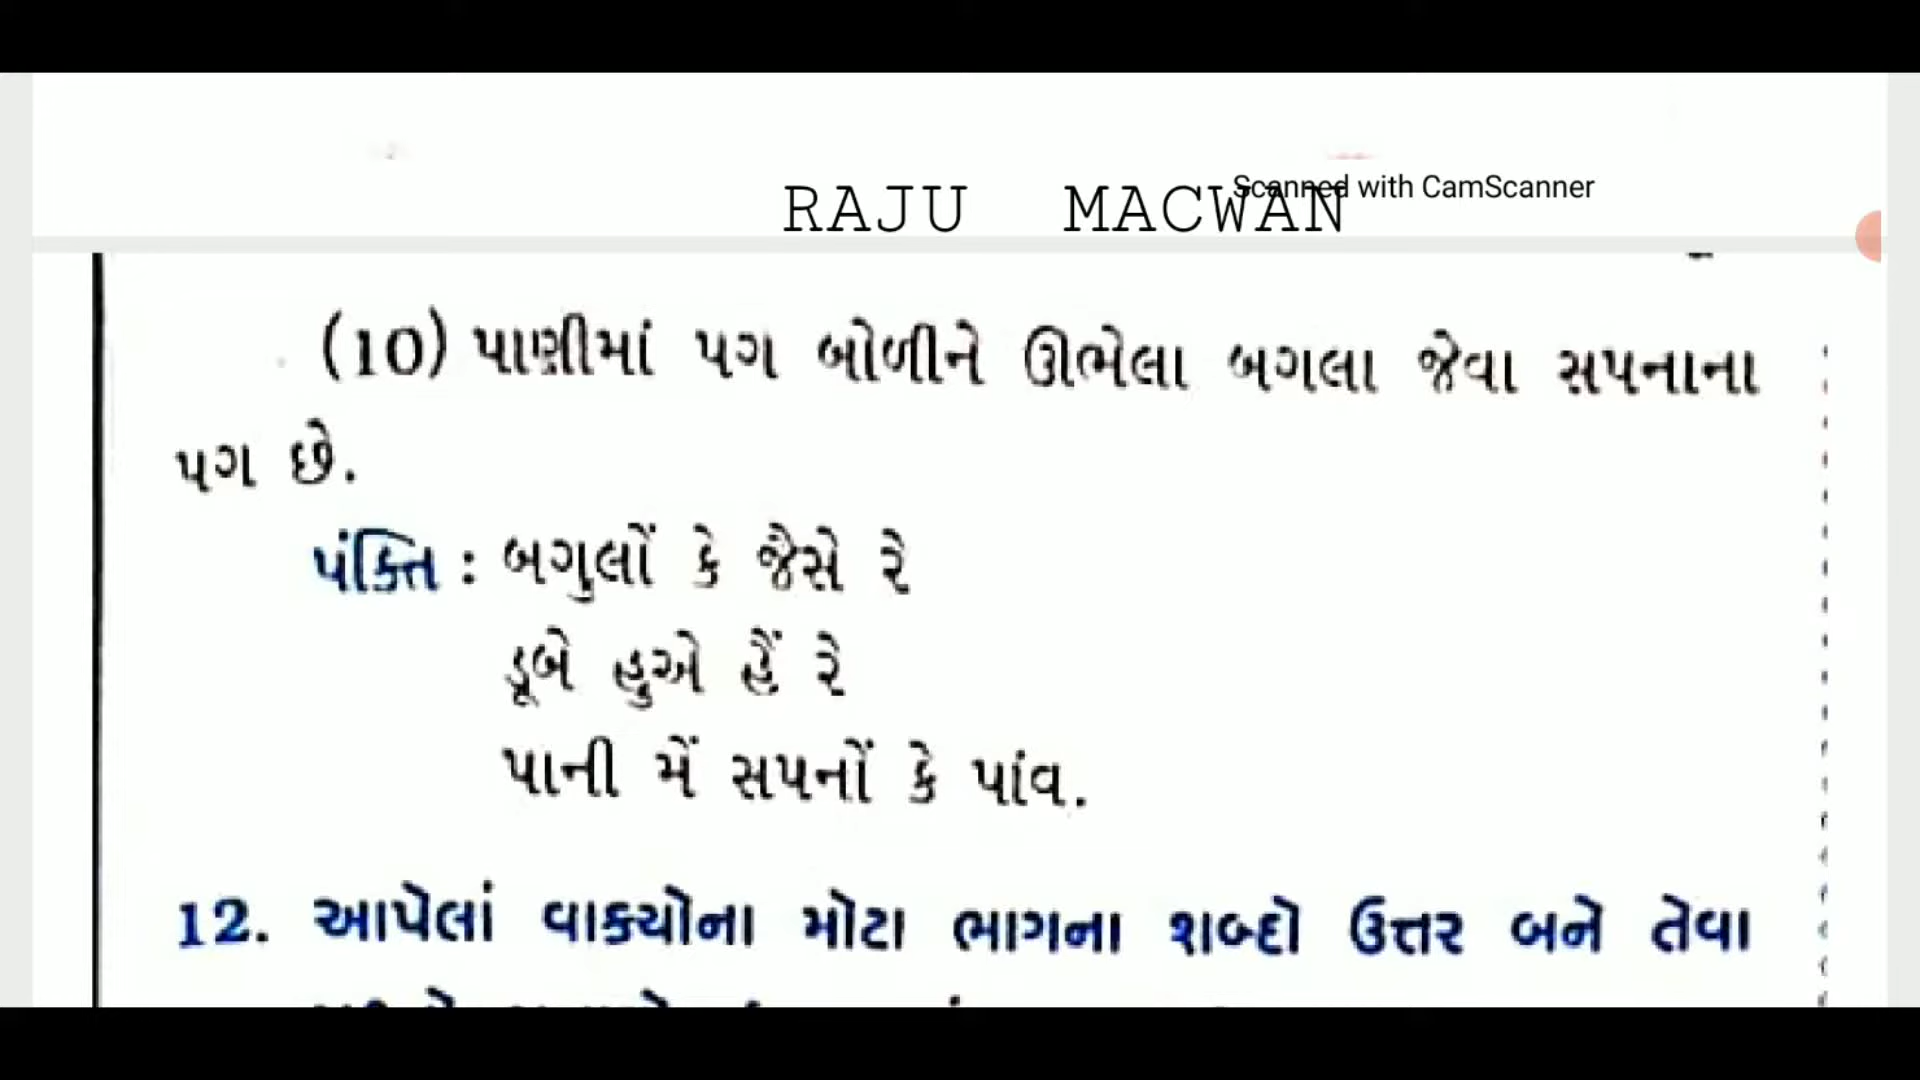 Scanned with CamScanner
RAJU MACWAN
(10) પાણીમાં પગ બોળીને ઊભેલા બગલા જેવા સપનાના
પગ છે.
પંક્તિ : બગુલોં કે જૈસે રે
ડૂબે હુએ હૈં રે
પાની મેં સપનોં કે પાંવ.
12. આપેલાં વાક્યોના મોટા ભાગના શબ્દો ઉત્તર બને તેવા